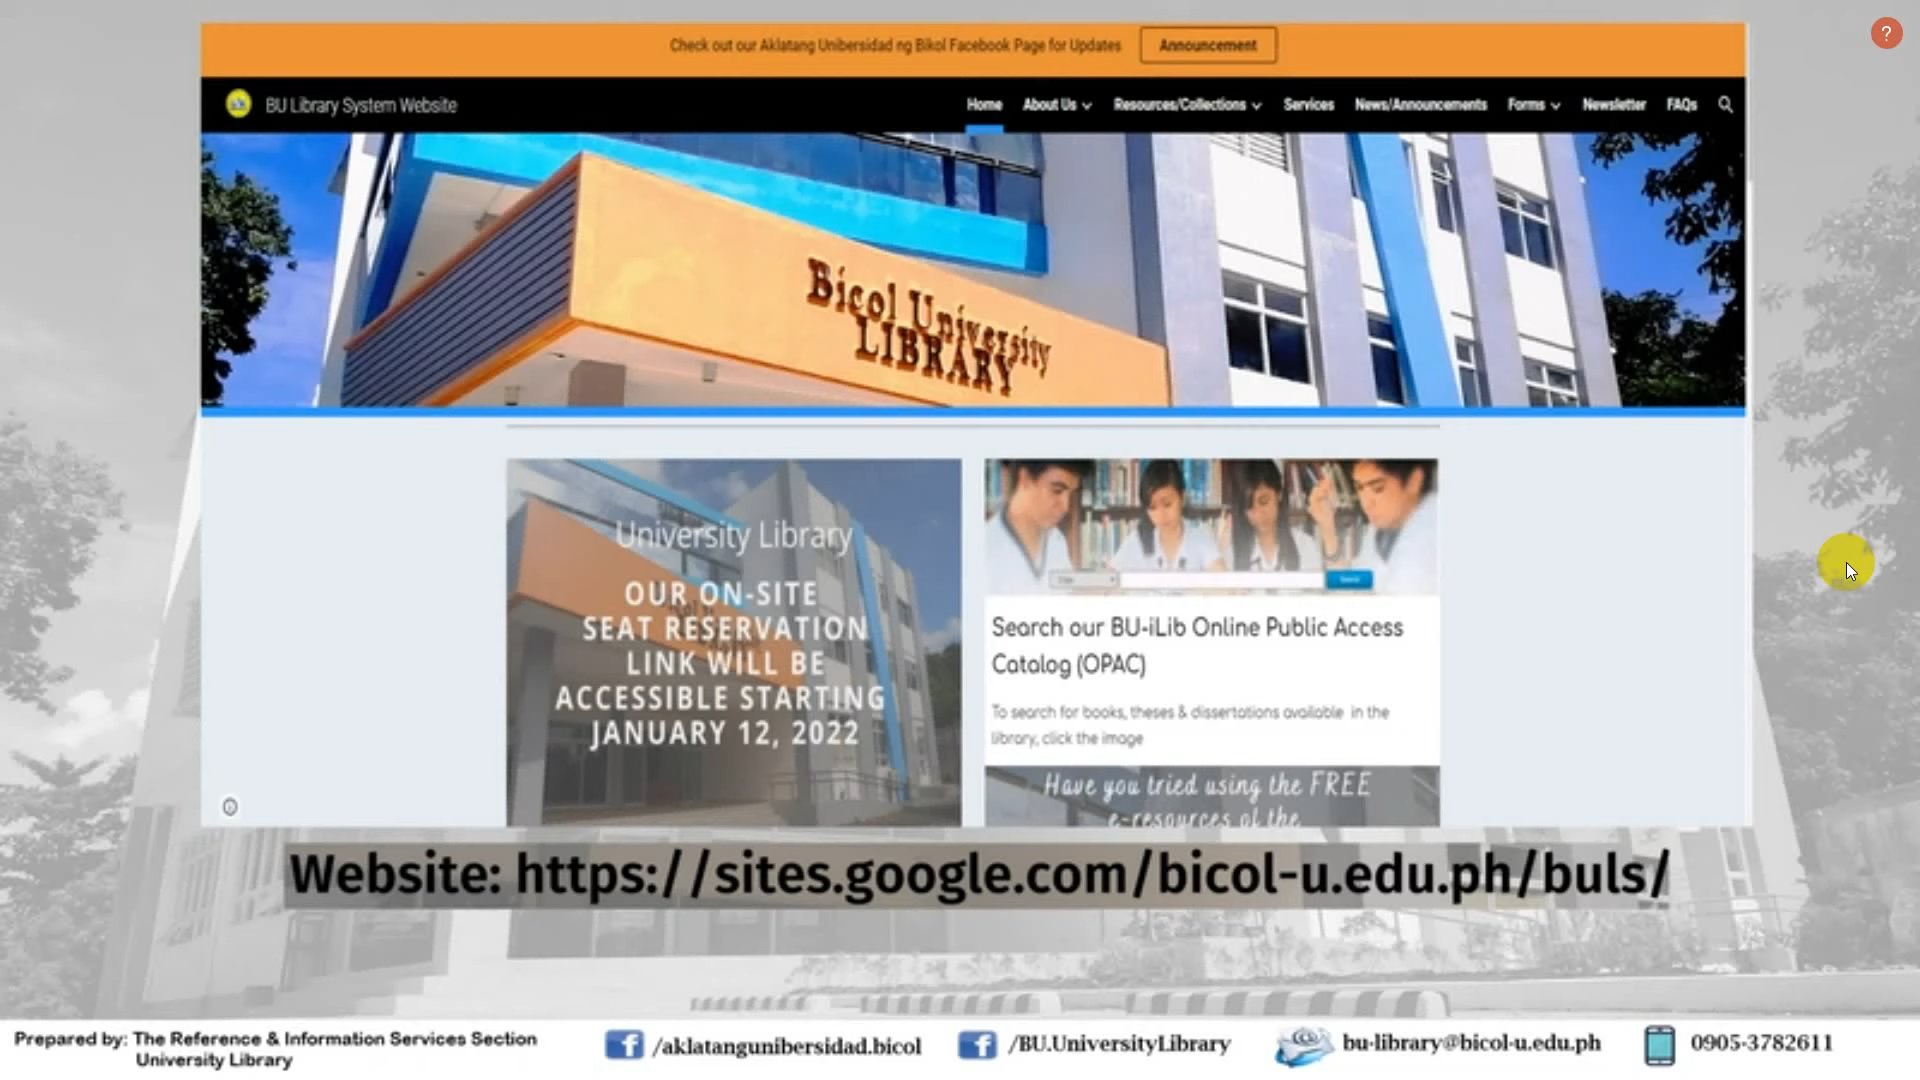 Check out our Aklatang Unibersidad ng Bikol Facebook Page for Updates Announcement
BU Library System Website
Home About Us Resources/Collections Services News/Announcements Forms Newsletter FAQs
Bicol University
LIBRARY
University Library
OUR ON-SITE
SEAT RESERVATION
LINK WILL BE
ACCESSIBLE STARTING
JANUARY 12, 2022
Title Search
Search our BU-iLib Online Public Access
Catalog (OPAC)
To search for books, theses & dissertations available in the
library, click the image
Have you tried using the FREE
e-resources of the
Website: https://sites.google.com/bicol-u.edu.ph/buls/
Prepared by: The Reference & Information Services Section
University Library
/aklatangunibersidad.bicol
/BU.UniversityLibrary
bu-library@bicol-u.edu.ph
0905-3782611
?